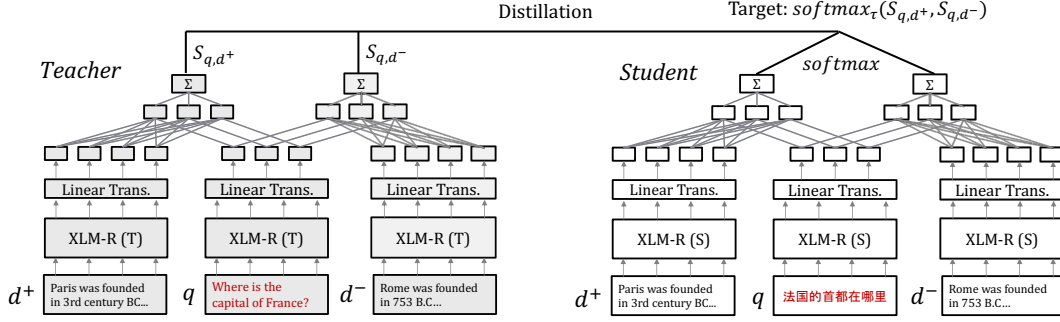 Distillation
Target: softmax_τ(S_{q,d⁺}, S_{q,d⁻})
Teacher
S_{q,d⁺}
S_{q,d⁻}
Student
softmax
Σ
Σ
Σ
Σ
Linear Trans.
Linear Trans.
Linear Trans.
Linear Trans.
Linear Trans.
Linear Trans.
XLM-R (T)
XLM-R (T)
XLM-R (T)
XLM-R (S)
XLM-R (S)
XLM-R (S)
d⁺
Paris was founded
in 3rd century BC...
q
Where is the
capital of France?
d⁻
Rome was founded
in 753 B.C...
d⁺
Paris was founded
in 3rd century BC...
q
法国的首都在哪里
d⁻
Rome was founded
in 753 B.C...